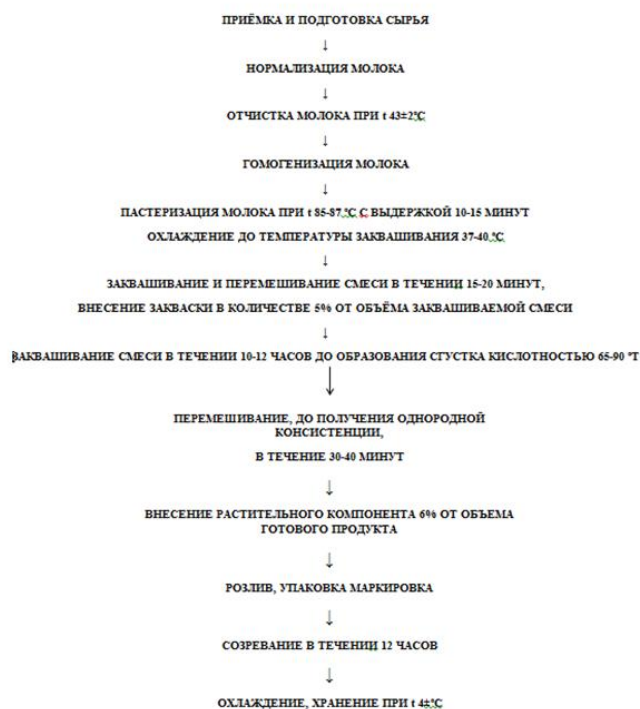 ПРИЁМКА И ПОДГОТОВКА СЫРЬЯ
↓
НОРМАЛИЗАЦИЯ МОЛОКА
↓
ОТЧИСТКА МОЛОКА ПРИ t 43±2°C
↓
ГОМОГЕНИЗАЦИЯ МОЛОКА
↓
ПАСТЕРИЗАЦИЯ МОЛОКА ПРИ t 85-87 °C С ВЫДЕРЖКОЙ 10-15 МИНУТ
ОХЛАЖДЕНИЕ ДО ТЕМПЕРАТУРЫ ЗАКВАШИВАНИЯ 37-40 °C
↓
ЗАКВАШИВАНИЕ И ПЕРЕМЕШИВАНИЕ СМЕСИ В ТЕЧЕНИИ 15-20 МИНУТ,
ВНЕСЕНИЕ ЗАКВАСКИ В КОЛИЧЕСТВЕ 5% ОТ ОБЪЁМА ЗАКВАШИВАЕМОЙ СМЕСИ
↓
ЗАКВАШИВАНИЕ СМЕСИ В ТЕЧЕНИИ 10-12 ЧАСОВ ДО ОБРАЗОВАНИЯ СГУСТКА КИСЛОТНОСТЬЮ 65-90 °Т
↓
ПЕРЕМЕШИВАНИЕ, ДО ПОЛУЧЕНИЯ ОДНОРОДНОЙ
КОНСИСТЕНЦИИ,
В ТЕЧЕНИЕ 30-40 МИНУТ
↓
ВНЕСЕНИЕ РАСТИТЕЛЬНОГО КОМПОНЕНТА 6% ОТ ОБЪЕМА
ГОТОВОГО ПРОДУКТА
↓
РОЗЛИВ, УПАКОВКА МАРКИРОВКА
↓
СОЗРЕВАНИЕ В ТЕЧЕНИИ 12 ЧАСОВ
↓
ОХЛАЖДЕНИЕ, ХРАНЕНИЕ ПРИ t 4±°C